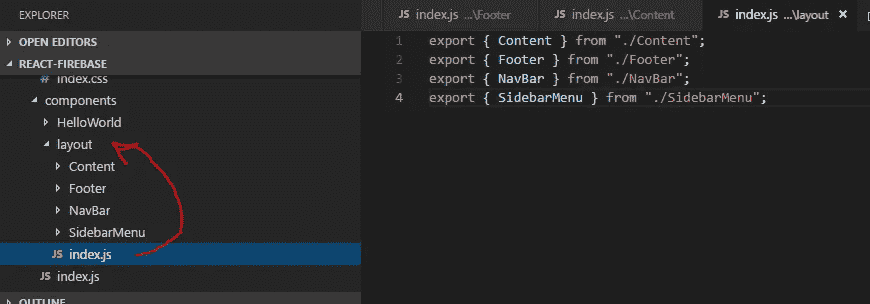 EXPLORER
OPEN EDITORS
REACT-FIREBASE
# index.css
components
HelloWorld
layout
Content
Footer
NavBar
SidebarMenu
JS index.js
JS index.js
OUTLINE
JS index.js ...\Footer
JS index.js ...\Content
JS index.js ...\layout ×
1 export { Content } from "./Content";
2 export { Footer } from "./Footer";
3 export { NavBar } from "./NavBar";
4 export { SidebarMenu } from "./SidebarMenu";